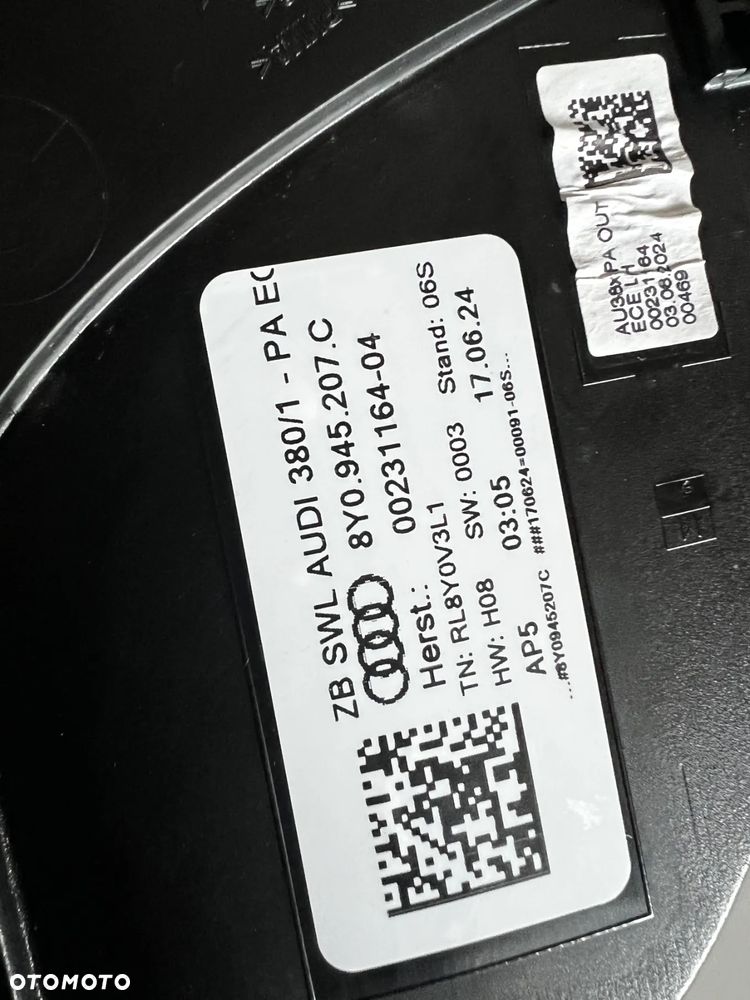 ZB SWL AUDI 380/1 - PA EC
8Y0.945.207.C
00231164-04
Herst.:
TN: RL8Y0V3L1 Stand: 06S
HW: H08 SW: 0003 17.06.24
AP5 03:05
...#8Y0945207C ###170624=00091-06S...
AU38x PA OUT
ECE LH
00231164
03.06.2024
00469
OTOMOTO